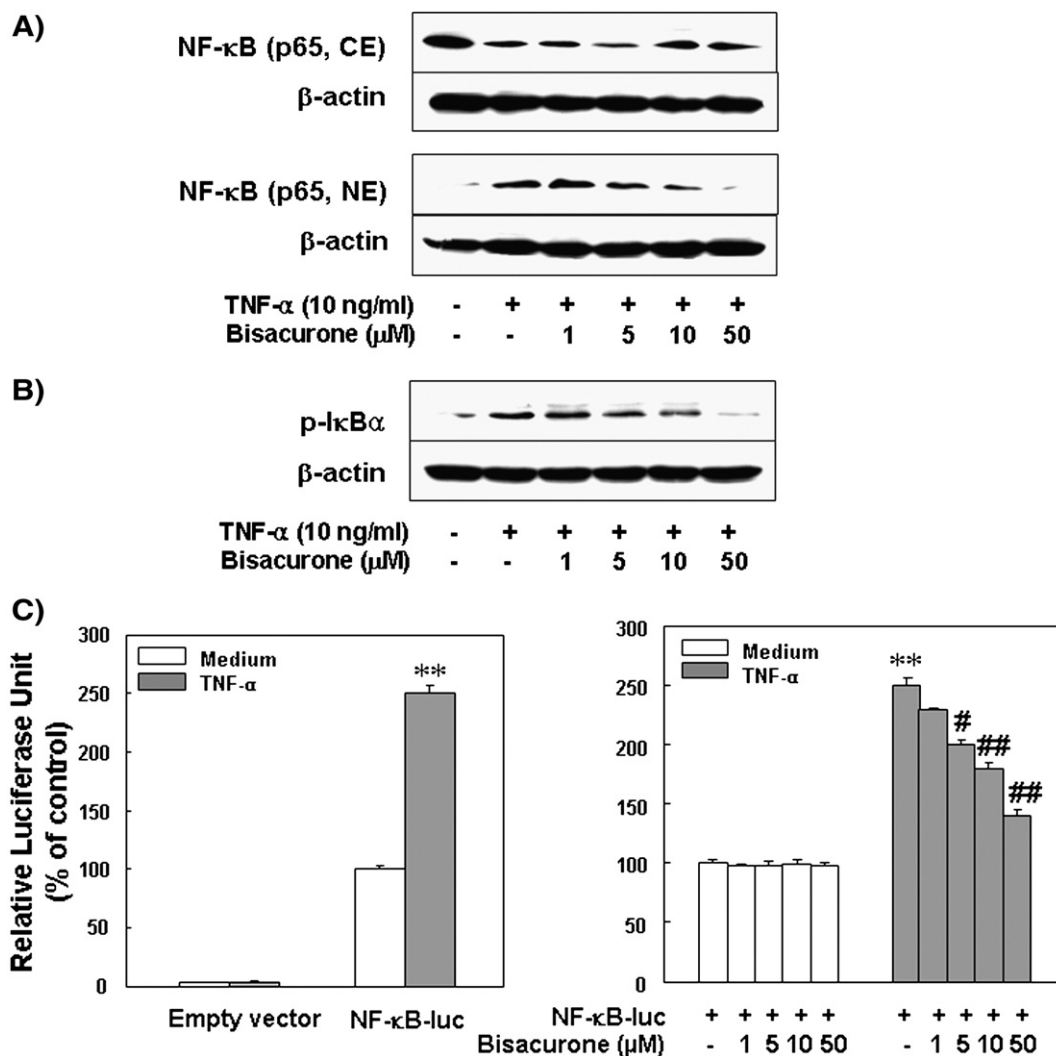 A)
NF-κB (p65, CE)
β-actin
NF-κB (p65, NE)
β-actin
TNF-α (10 ng/ml) - + + + + +
Bisacurone (μM) - - 1 5 10 50
B)
p-IκBα
β-actin
TNF-α (10 ng/ml) - + + + + +
Bisacurone (μM) - - 1 5 10 50
C)
Relative Luciferase Unit
(% of control)
300
250
200
150
100
50
0
Medium
TNF-α
**
Empty vector NF-κB-luc
300
250
200
150
100
50
0
Medium
TNF-α
**
#
##
##
NF-κB-luc + + + + + + + + + +
Bisacurone (μM) - 1 5 10 50 - 1 5 10 50